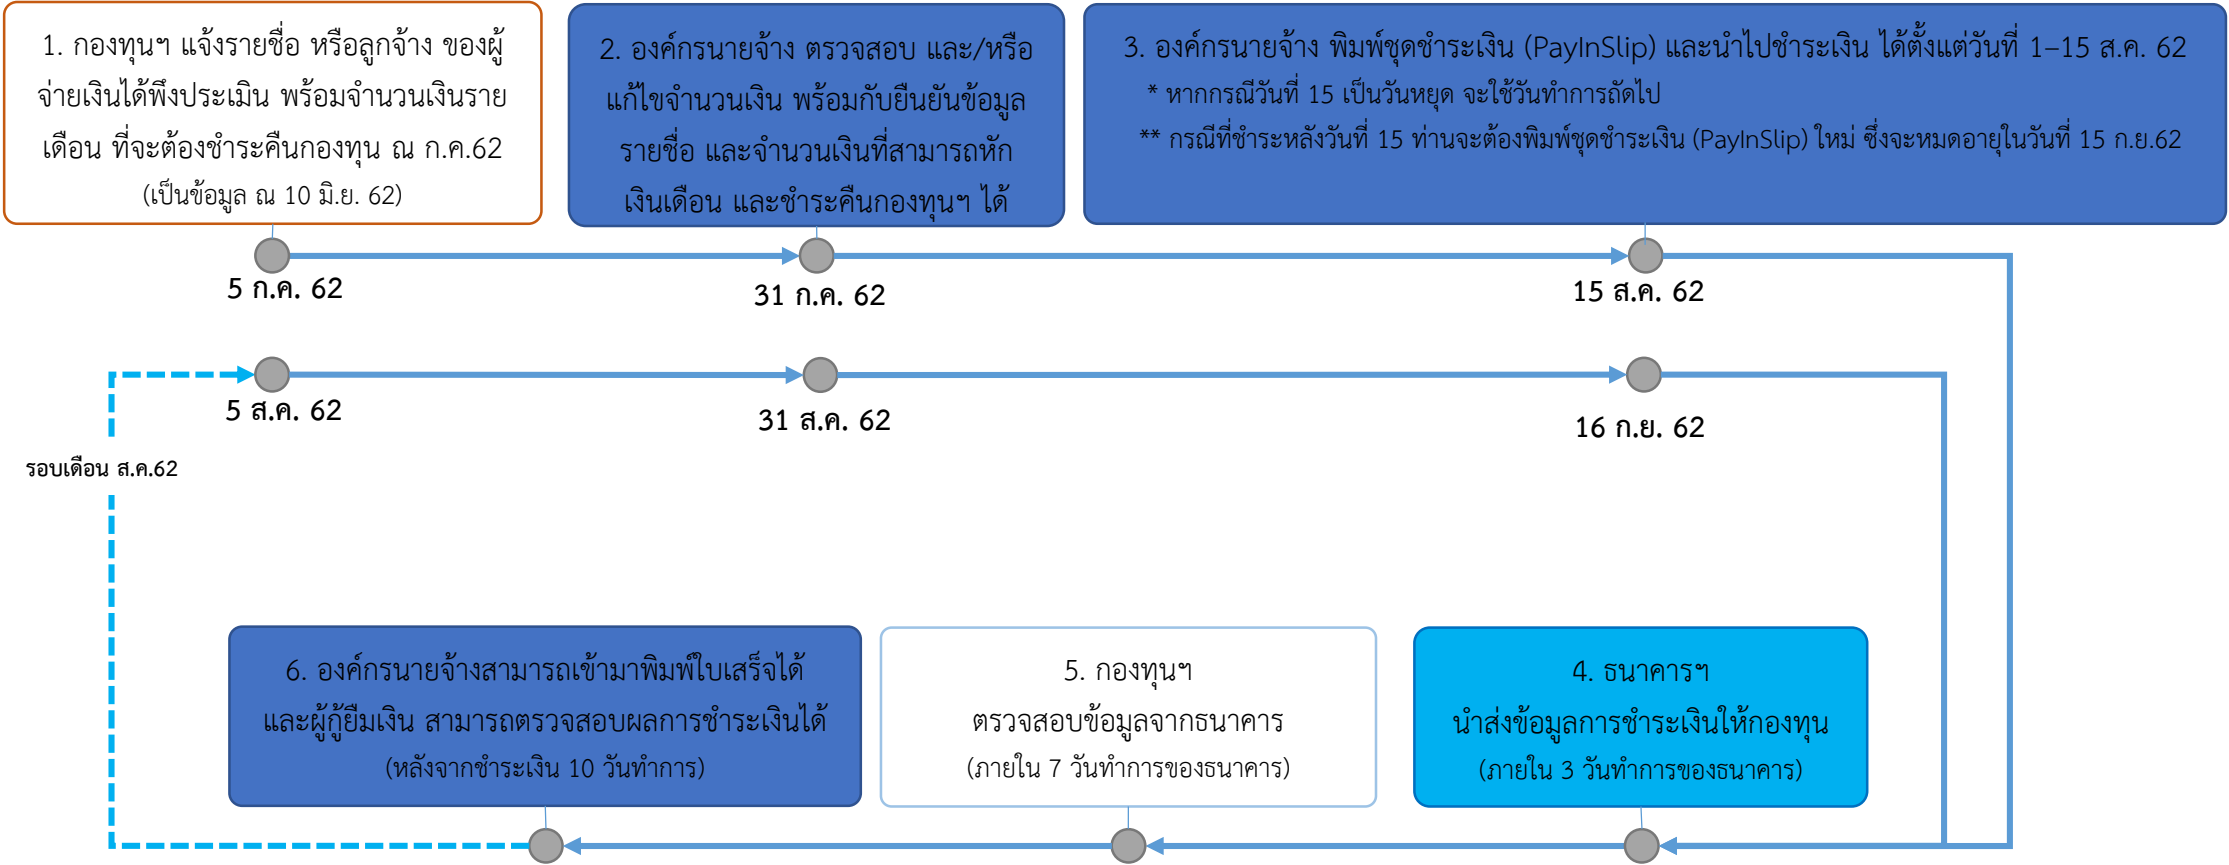 1. กองทุนฯ แจ้งรายชื่อ หรือลูกจ้าง ของผู้
จ่ายเงินได้พึงประเมิน พร้อมจำนวนเงินราย
เดือน ที่จะต้องชำระคืนกองทุน ณ ก.ค.62
(เป็นข้อมูล ณ 10 มิ.ย. 62)
2. องค์กรนายจ้าง ตรวจสอบ และ/หรือ
แก้ไขจำนวนเงิน พร้อมกับยืนยันข้อมูล
รายชื่อ และจำนวนเงินที่สามารถหัก
เงินเดือน และชำระคืนกองทุนฯ ได้
3. องค์กรนายจ้าง พิมพ์ชุดชำระเงิน (PayInSlip) และนำไปชำระเงิน ได้ตั้งแต่วันที่ 1–15 ส.ค. 62
* หากกรณีวันที่ 15 เป็นวันหยุด จะใช้วันทำการถัดไป
** กรณีที่ชำระหลังวันที่ 15 ท่านจะต้องพิมพ์ชุดชำระเงิน (PayInSlip) ใหม่ ซึ่งจะหมดอายุในวันที่ 15 ก.ย.62
5 ก.ค. 62
31 ก.ค. 62
15 ส.ค. 62
5 ส.ค. 62
31 ส.ค. 62
16 ก.ย. 62
รอบเดือน ส.ค.62
6. องค์กรนายจ้างสามารถเข้ามาพิมพ์ใบเสร็จได้
และผู้กู้ยืมเงิน สามารถตรวจสอบผลการชำระเงินได้
(หลังจากชำระเงิน 10 วันทำการ)
5. กองทุนฯ
ตรวจสอบข้อมูลจากธนาคาร
(ภายใน 7 วันทำการของธนาคาร)
4. ธนาคารฯ
นำส่งข้อมูลการชำระเงินให้กองทุน
(ภายใน 3 วันทำการของธนาคาร)